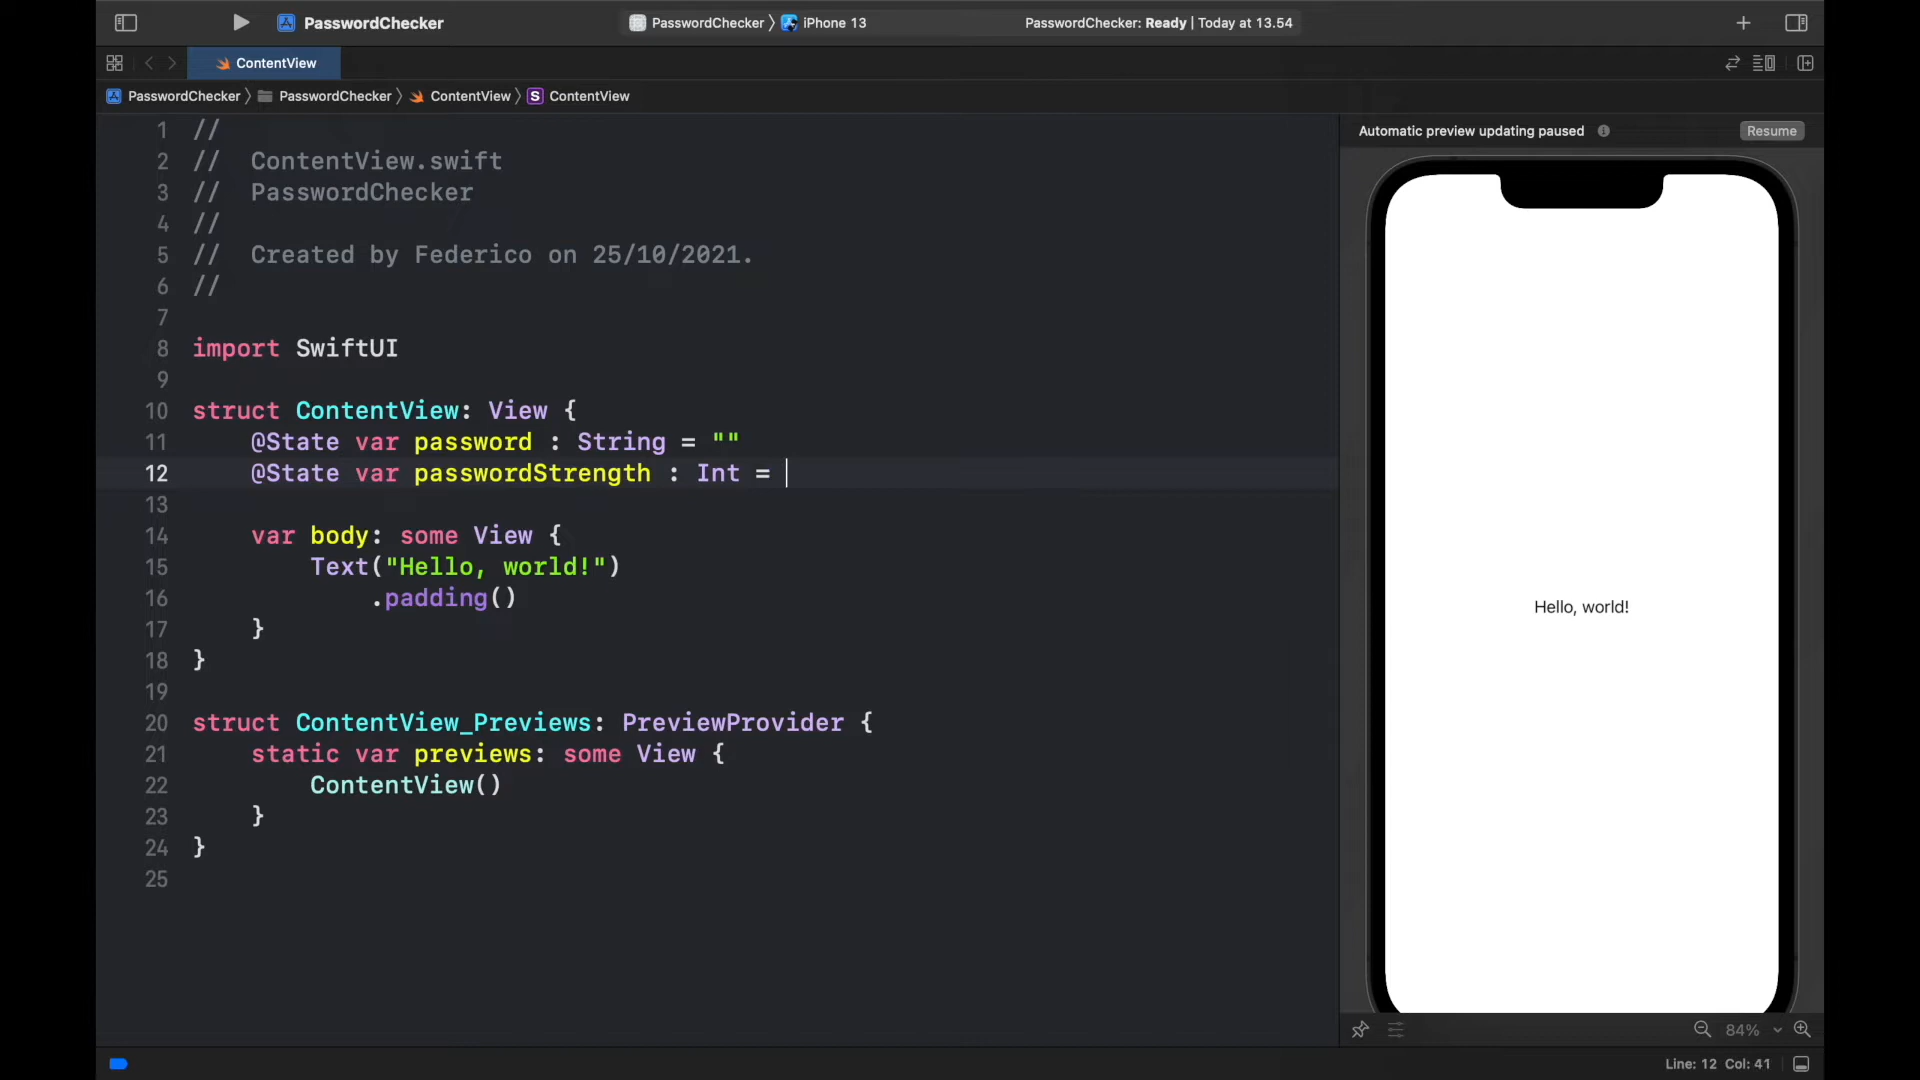 PasswordChecker
PasswordChecker 〉 iPhone 13
PasswordChecker: Ready | Today at 13.54
ContentView
PasswordChecker 〉 PasswordChecker 〉 ContentView 〉 S ContentView
1 //
2 //  ContentView.swift
3 //  PasswordChecker
4 //
5 //  Created by Federico on 25/10/2021.
6 //
7
8 import SwiftUI
9
10 struct ContentView: View {
11     @State var password : String = ""
12     @State var passwordStrength : Int =
13
14     var body: some View {
15         Text("Hello, world!")
16             .padding()
17     }
18 }
19
20 struct ContentView_Previews: PreviewProvider {
21     static var previews: some View {
22         ContentView()
23     }
24 }
25
Automatic preview updating paused
Resume
Hello, world!
84%
Line: 12 Col: 41